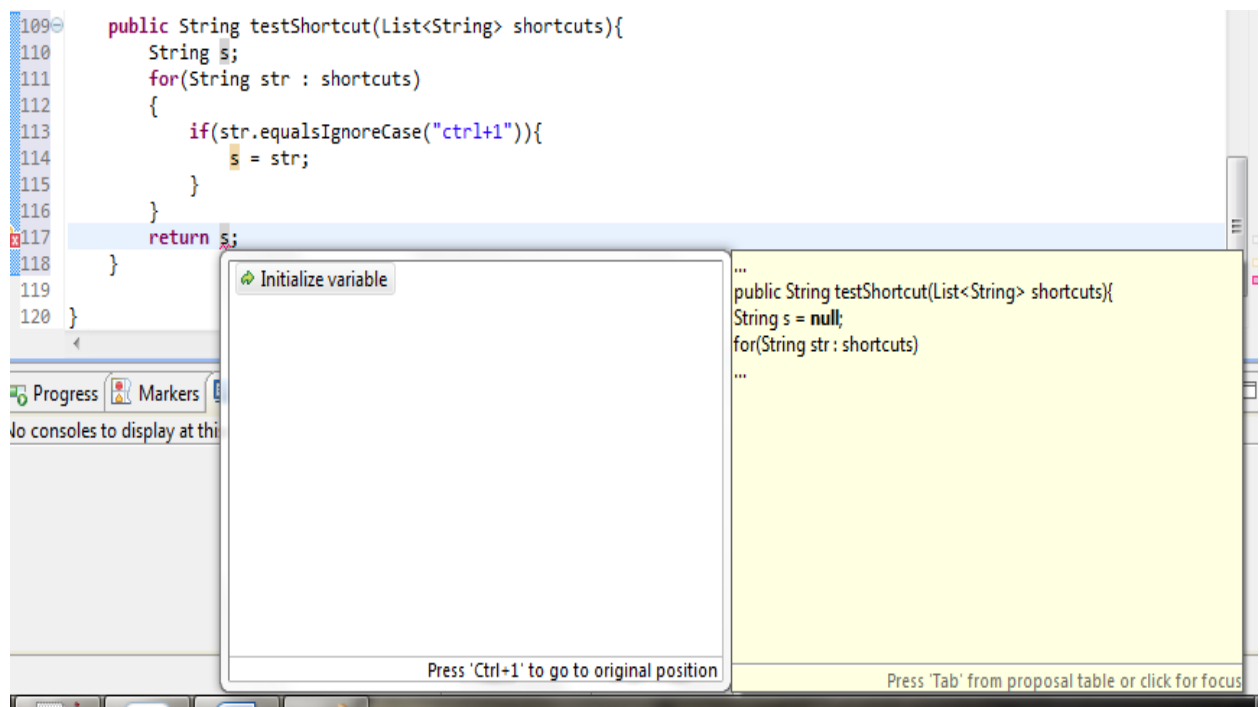 109 public String testShortcut(List<String> shortcuts){
110 String s;
111 for(String str : shortcuts)
112 {
113 if(str.equalsIgnoreCase("ctrl+1")){
114 s = str;
115 }
116 }
117 return s;
118 }
119
120 }
Initialize variable
...
public String testShortcut(List<String> shortcuts){
String s = null;
for(String str : shortcuts)
...
Press 'Ctrl+1' to go to original position
Press 'Tab' from proposal table or click for focus
Progress Markers
No consoles to display at thi